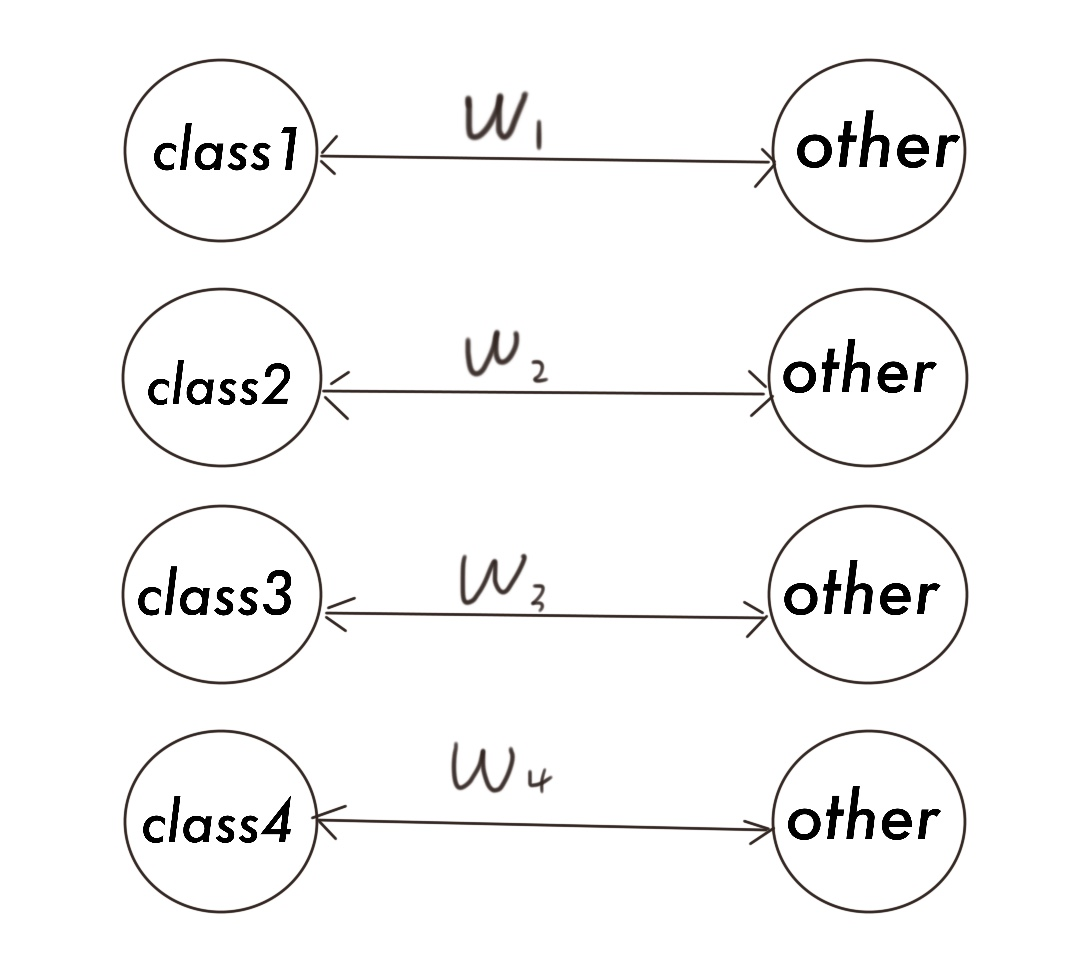 W₁
class1 other
W₂
class2 other
W₃
class3 other
W₄
class4 other